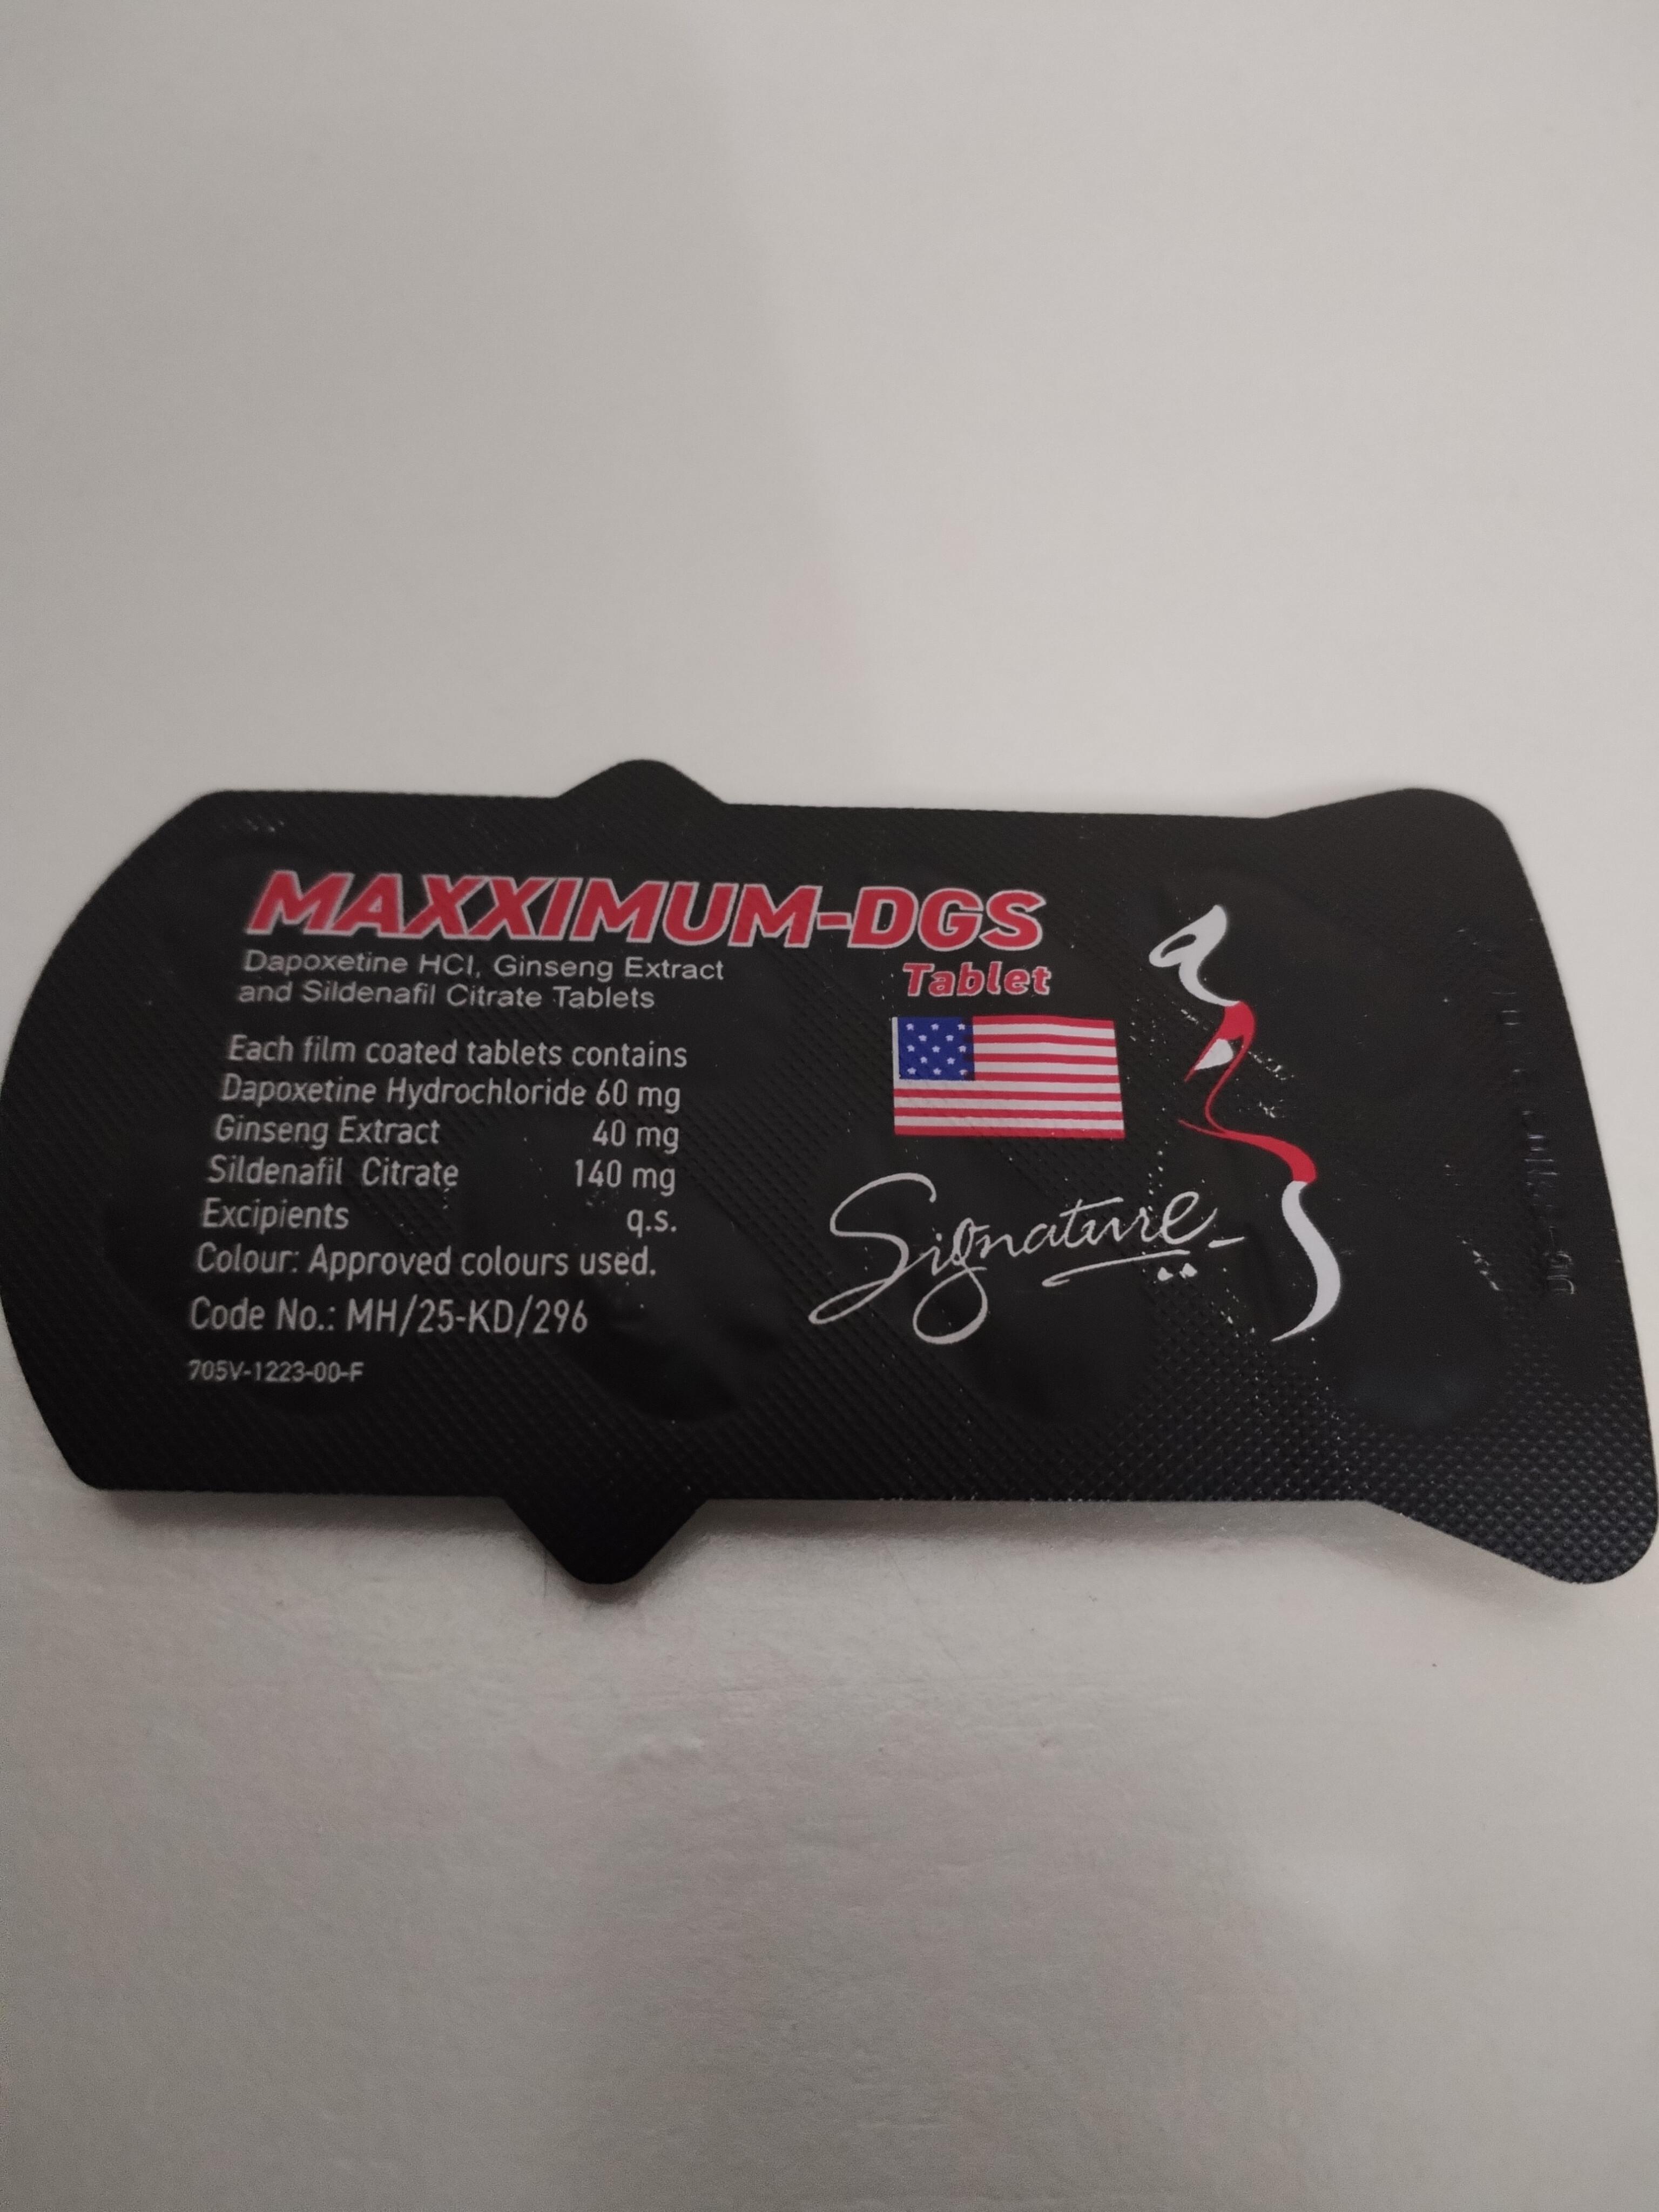 MAXXIMUM-DGS
Tablet
Dapoxetine HCl, Ginseng Extract
and Sildenafil Citrate Tablets
Each film coated tablets contains
Dapoxetine Hydrochloride 60 mg
Ginseng Extract 40 mg
Sildenafil Citrate 140 mg
Excipients q.s.
Colour: Approved colours used.
Code No.: MH/25-KD/296
705V-1223-00-F
Signature